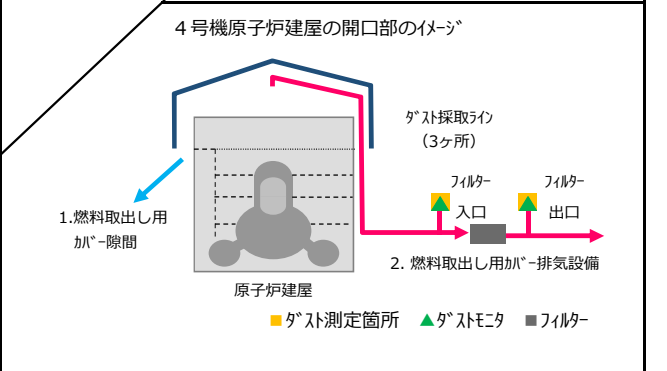 4号機原子炉建屋の開口部のｲﾒｰｼﾞ
ﾀﾞｽﾄ採取ﾗｲﾝ
（3ヶ所）
ﾌｨﾙﾀｰ
ﾌｨﾙﾀｰ
入口
出口
1.燃料取出し用
ｶﾊﾞｰ隙間
2. 燃料取出し用ｶﾊﾞｰ排気設備
原子炉建屋
■ﾀﾞｽﾄ測定箇所 ▲ﾀﾞｽﾄﾓﾆﾀ ■ﾌｨﾙﾀｰ